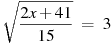 √((2x + 41)/15) = 3